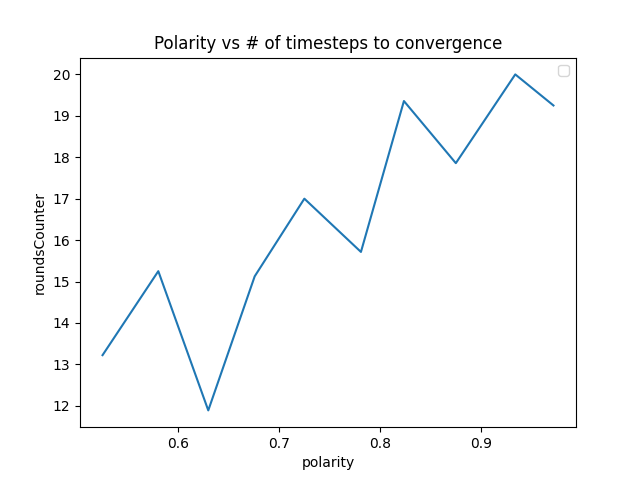 Polarity vs # of timesteps to convergence
20
19
18
17
16
15
14
13
12
roundsCounter
0.6 0.7 0.8 0.9
polarity